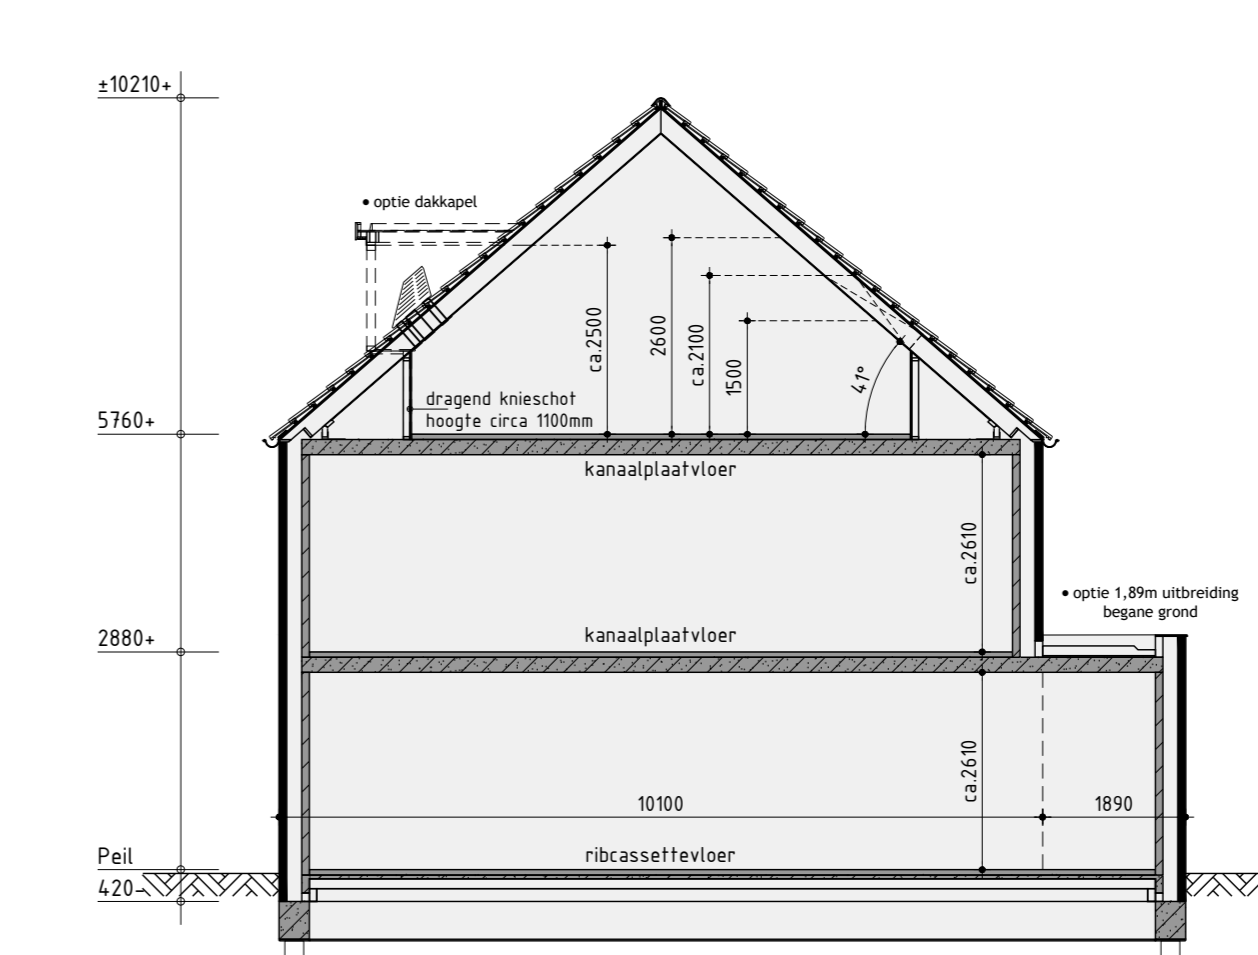 ±10210+
• optie dakkapel
ca.2500
2600
ca.2100
1500
41°
dragend knieschot
hoogte circa 1100mm
5760+
kanaalplaatvloer
ca.2610
• optie 1,89m uitbreiding
begane grond
2880+
kanaalplaatvloer
ca.2610
10100
1890
Peil
ribcassettevloer
420-